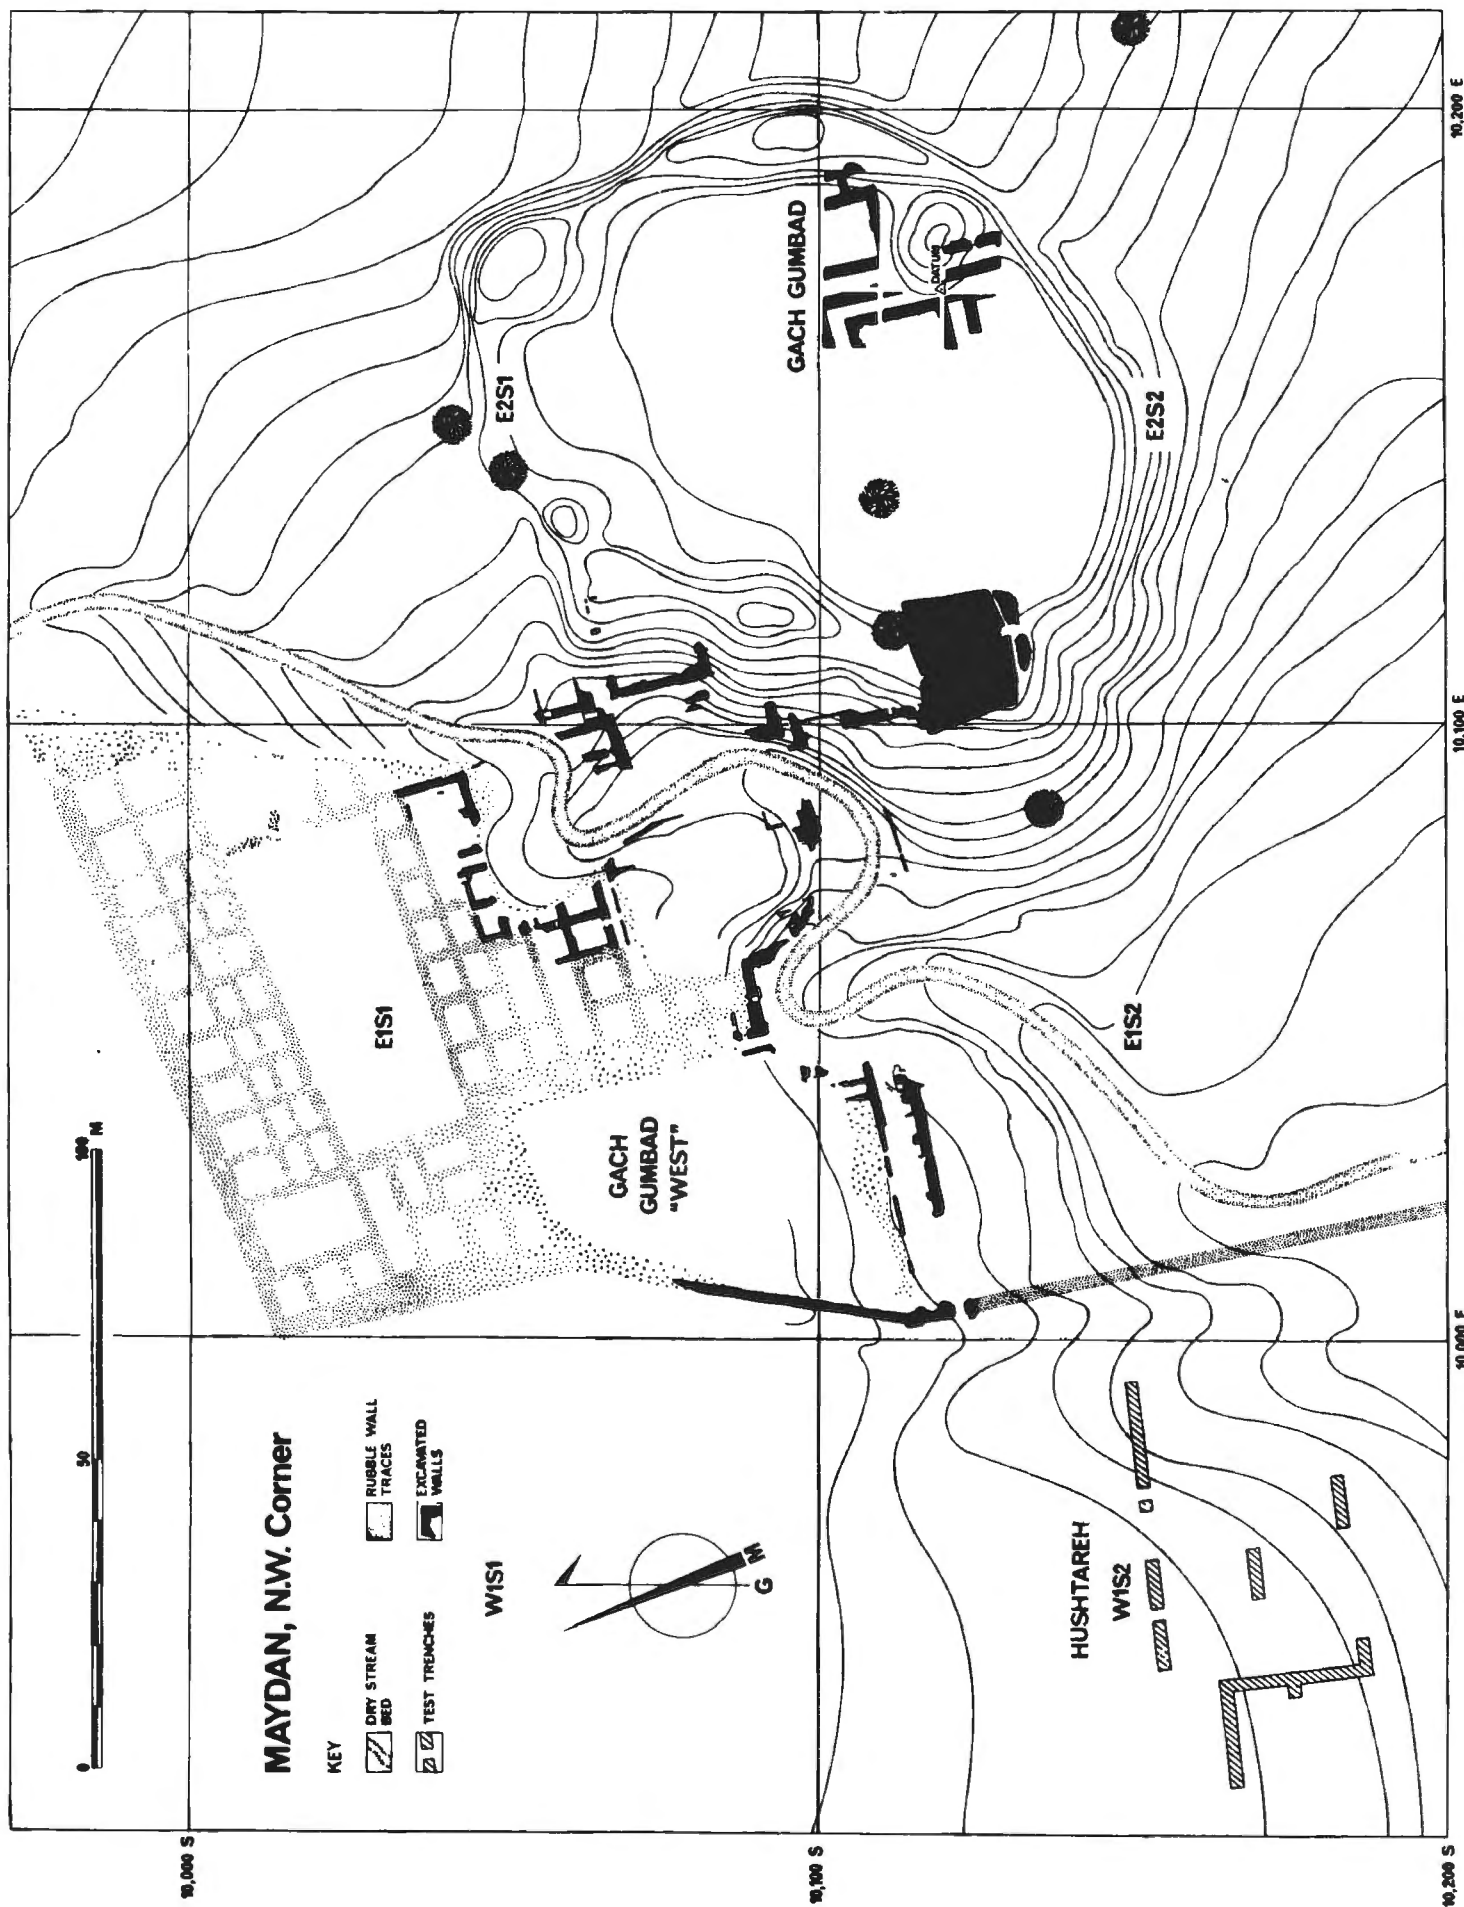 MAYDAN, N.W. Corner
KEY
DRY STREAM
BED
RUBBLE WALL
TRACES
TEST TRENCHES
EXCAVATED
WALLS
0
50
100
M
W1S1
G
M
E1S1
GACH
GUMBAD
"WEST"
E2S1
GACH GUMBAD
DATUM
E2S2
E1S2
HUSHTAREH
W1S2
10,000 S
10,100 S
10,200 S
10,000 E
10,100 E
10,200 E